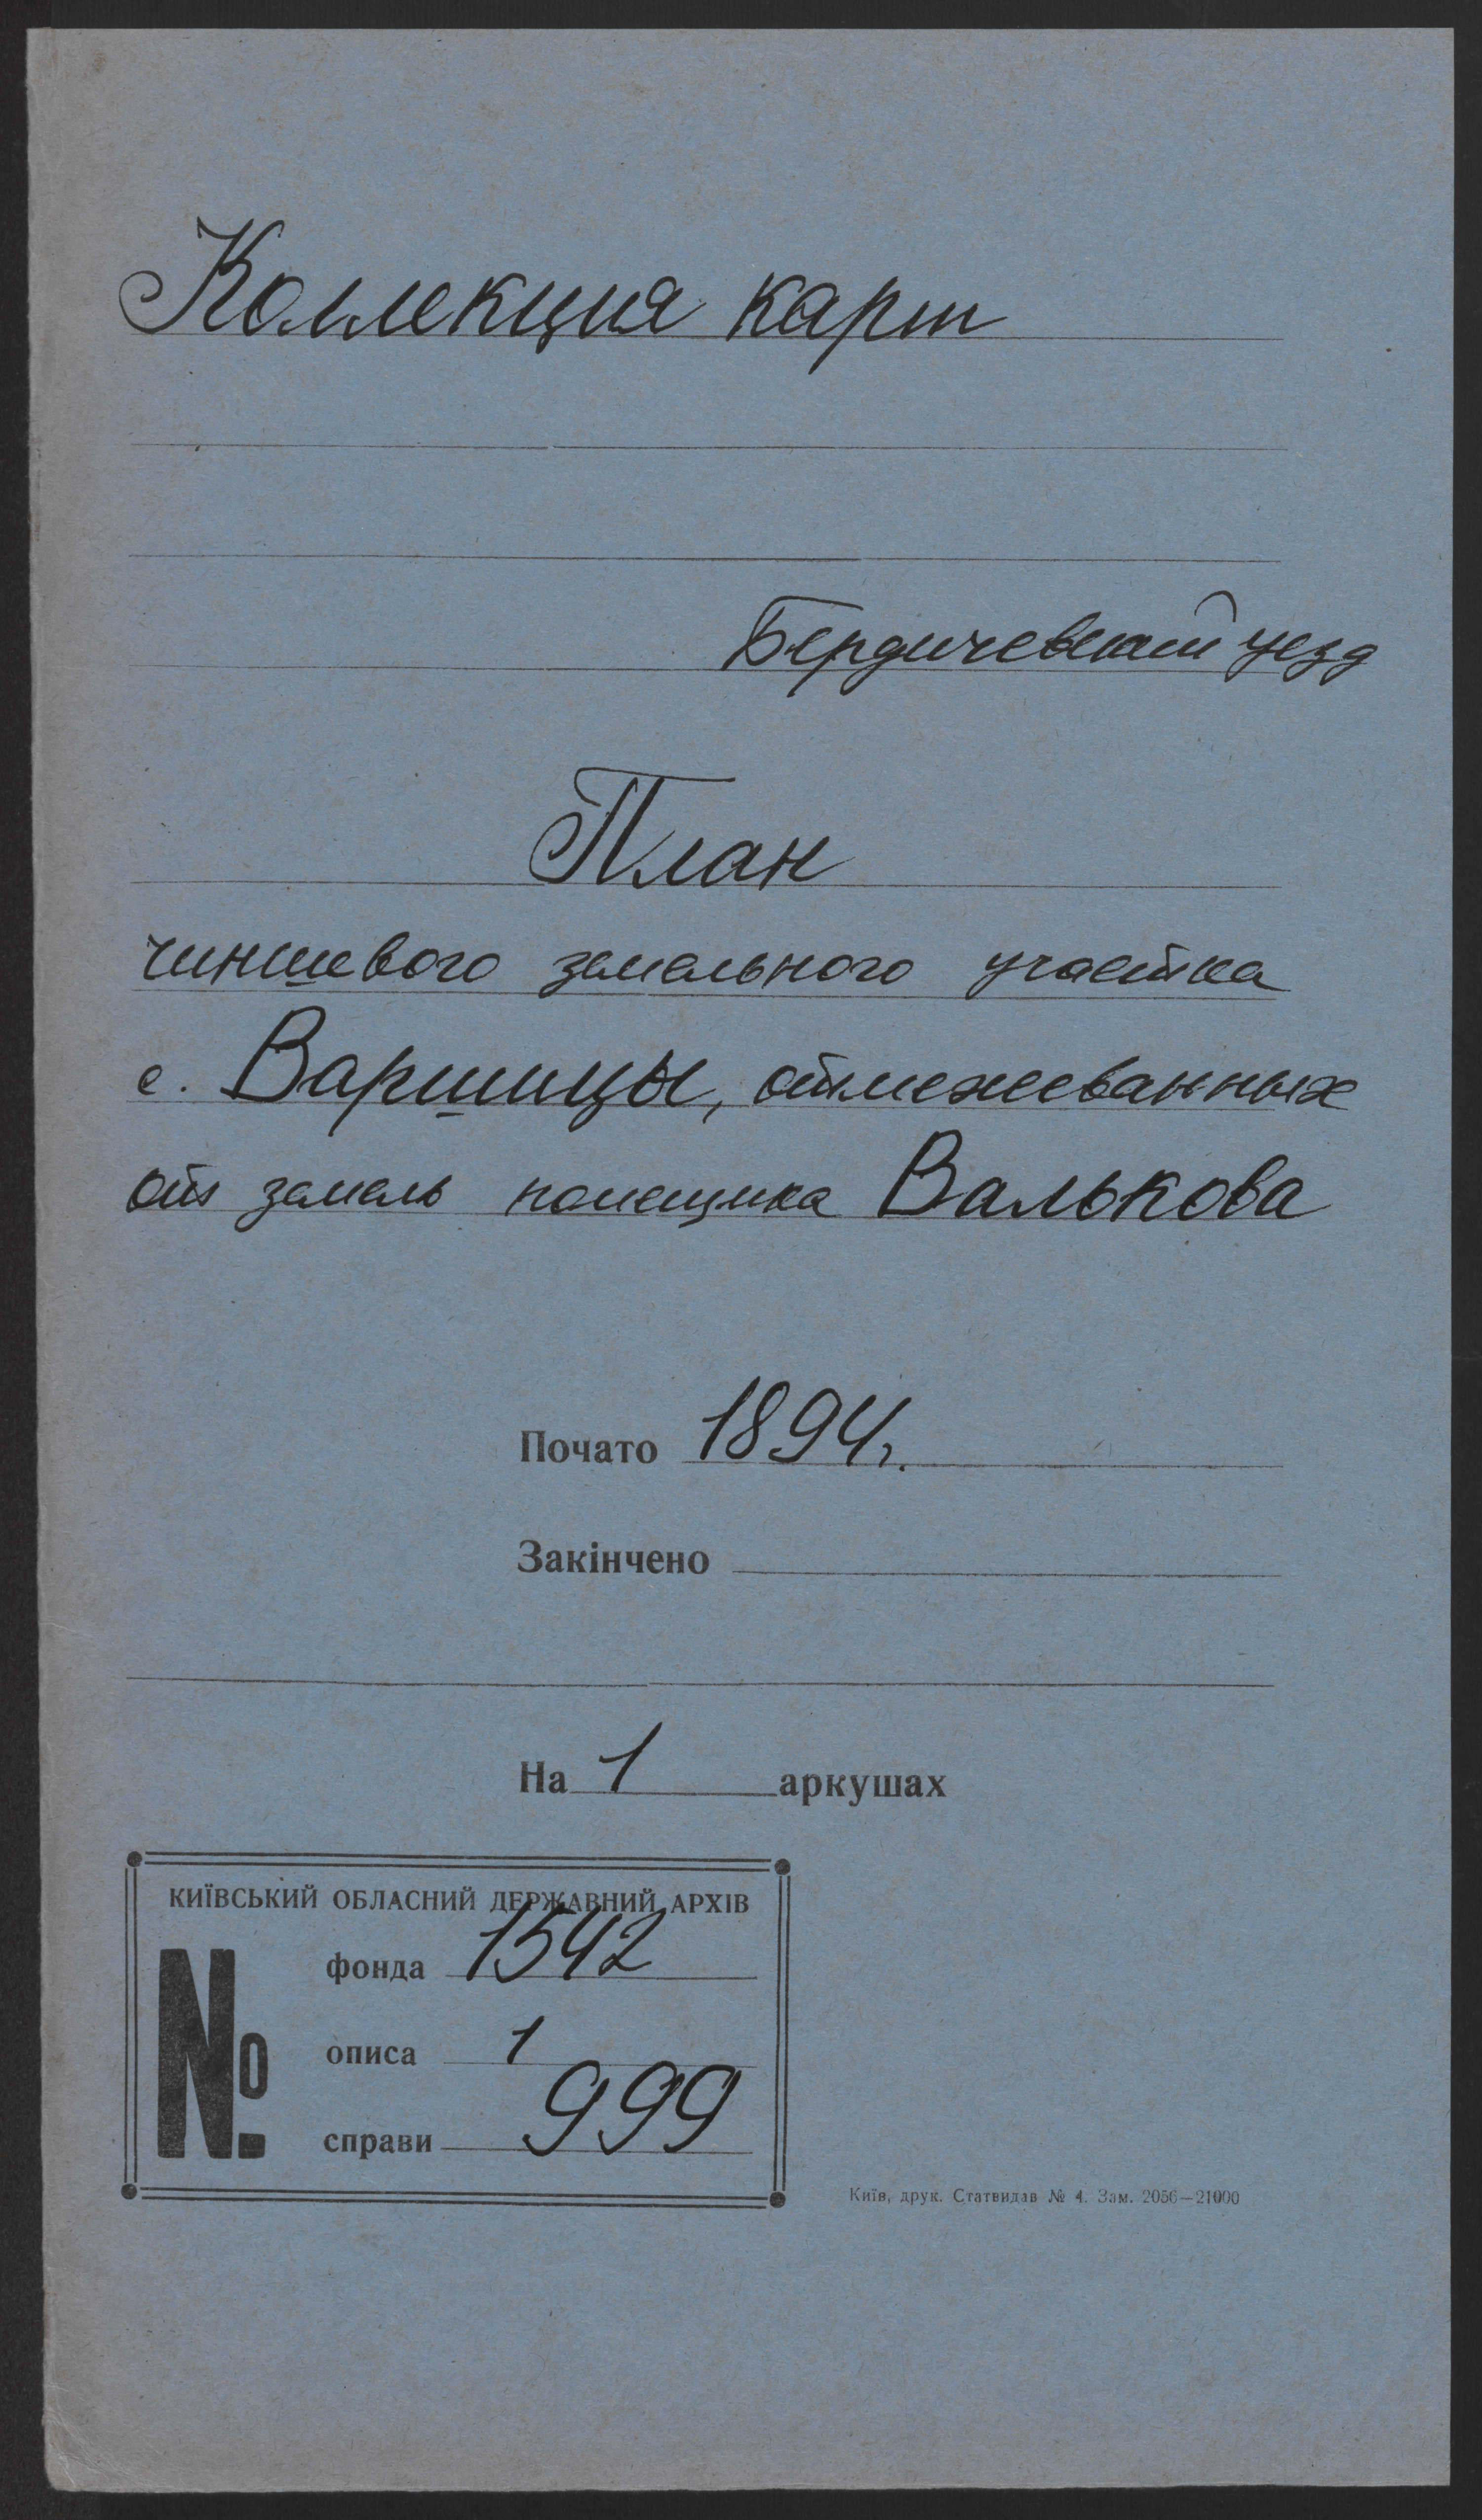 Коллекция карт
Бердичевский уезд
План
чиншевого земельного участка
с. Варшицы, отмежеванных
от земель помещика Валькова
Почато 1894 г.
Закінчено
На 1 аркушах
КИЇВСЬКИЙ ОБЛАСНИЙ ДЕРЖАВНИЙ АРХІВ
№
фонда 1542
описа 1
справи 999
Київ, друк. Статвидав № 4. Зам. 2056—21000